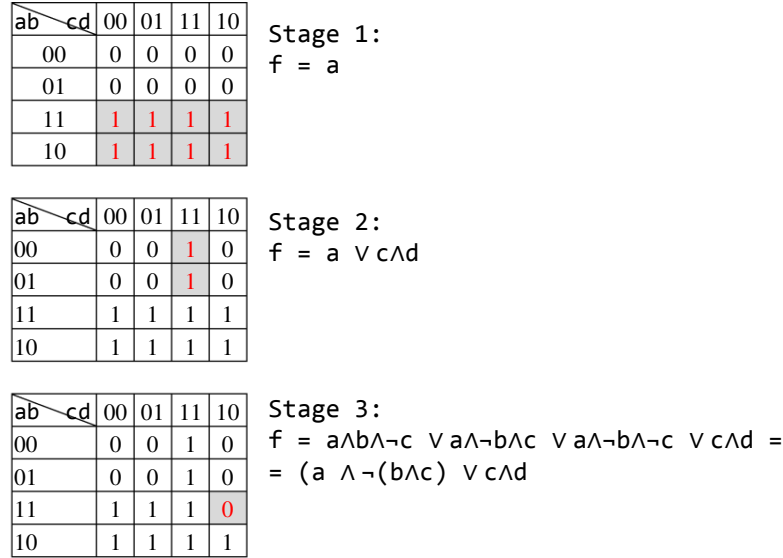 ab cd 00 01 11 10
00 0 0 0 0
01 0 0 0 0
11 1 1 1 1
10 1 1 1 1
Stage 1:
f = a
ab cd 00 01 11 10
00 0 0 1 0
01 0 0 1 0
11 1 1 1 1
10 1 1 1 1
Stage 2:
f = a ∨ c∧d
ab cd 00 01 11 10
00 0 0 1 0
01 0 0 1 0
11 1 1 1 0
10 1 1 1 1
Stage 3:
f = a∧b∧¬c ∨ a∧¬b∧c ∨ a∧¬b∧¬c ∨ c∧d =
= (a ∧ ¬(b∧c) ∨ c∧d